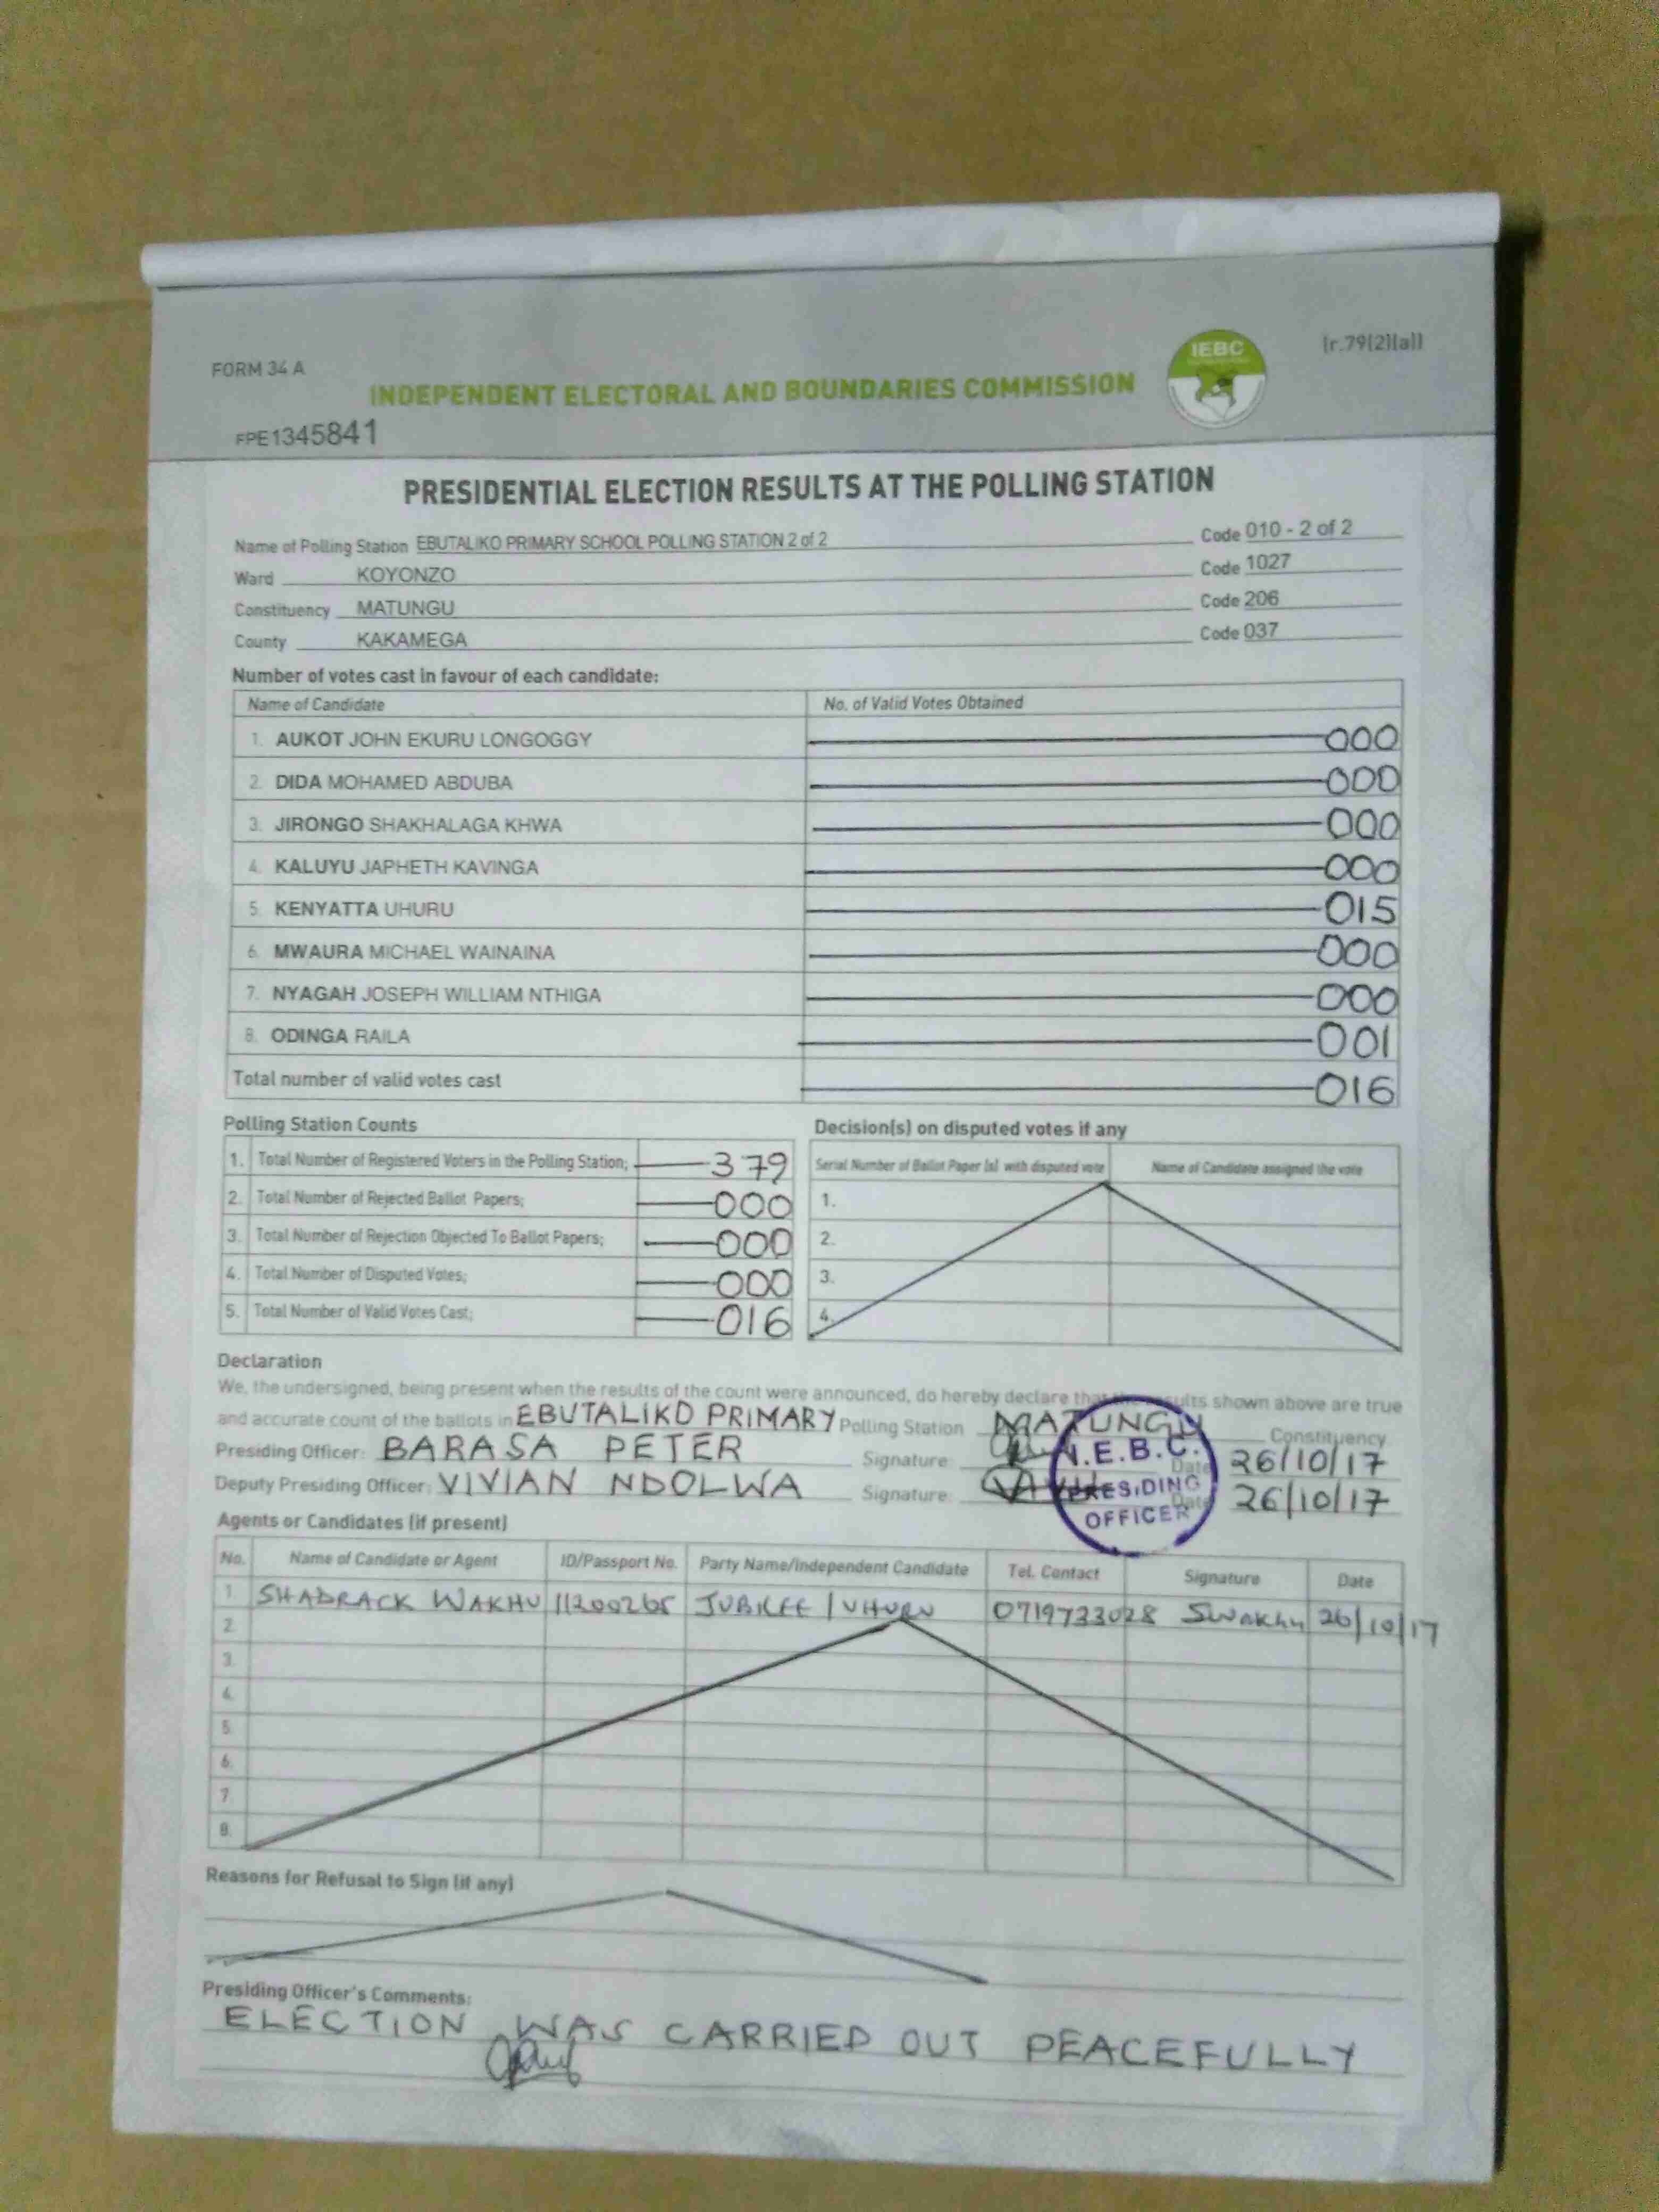 FORM 34 A
IEBC
[r.79(2)(a)]
INDEPENDENT ELECTORAL AND BOUNDARIES COMMISSION
FPE1345841
PRESIDENTIAL ELECTION RESULTS AT THE POLLING STATION
Name of Polling Station EBUTALIKO PRIMARY SCHOOL POLLING STATION 2 of 2 Code 010 - 2 of 2
Ward KOYONZO Code 1027
Constituency MATUNGU Code 206
County KAKAMEGA Code 037
Number of votes cast in favour of each candidate:
Name of Candidate No. of Valid Votes Obtained
1. AUKOT JOHN EKURU LONGOGGY 000
2. DIDA MOHAMED ABDUBA 000
3. JIRONGO SHAKHALAGA KHWA 000
4. KALUYU JAPHETH KAVINGA 000
5. KENYATTA UHURU 015
6. MWAURA MICHAEL WAINAINA 000
7. NYAGAH JOSEPH WILLIAM NTHIGA 000
8. ODINGA RAILA 001
Total number of valid votes cast 016
Polling Station Counts
1. Total Number of Registered Voters in the Polling Station; 379
2. Total Number of Rejected Ballot Papers; 000
3. Total Number of Rejection Objected To Ballot Papers; 000
4. Total Number of Disputed Votes; 000
5. Total Number of Valid Votes Cast; 016
Decision(s) on disputed votes if any
Serial Number of Ballot Paper (s) with disputed vote Name of Candidate assigned the vote
1.
2.
3.
4.
Declaration
We, the undersigned, being present when the results of the count were announced, do hereby declare that the results shown above are true
and accurate count of the ballots in EBUTALIKO PRIMARY Polling Station MATUNGU Constituency
Presiding Officer: BARASA PETER Signature: Date 26/10/17
Deputy Presiding Officer: VIVIAN NDOLWA Signature: Date 26/10/17
I.E.B.C.
PRESIDING
OFFICER
Agents or Candidates (if present)
No. Name of Candidate or Agent ID/Passport No. Party Name/Independent Candidate Tel. Contact Signature Date
1 SHADRACK WAKHU 11200265 JUBILEE / UHURU 0719733028 Swakhu 26/10/17
2.
3.
4.
5.
6.
7.
8.
Reasons for Refusal to Sign (if any)
Presiding Officer's Comments:
ELECTION WAS CARRIED OUT PEACEFULLY